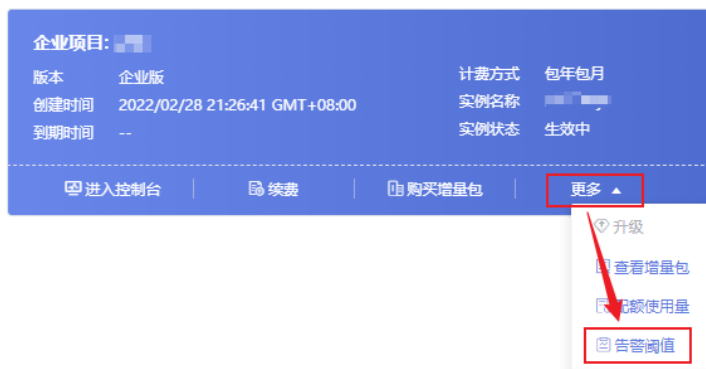 企业项目:
版本 企业版
计费方式 包年包月
创建时间 2022/02/28 21:26:41 GMT+08:00
实例名称
到期时间 --
实例状态 生效中
进入控制台 续费 购买增量包 更多
升级
查看增量包
配额使用量
告警阈值